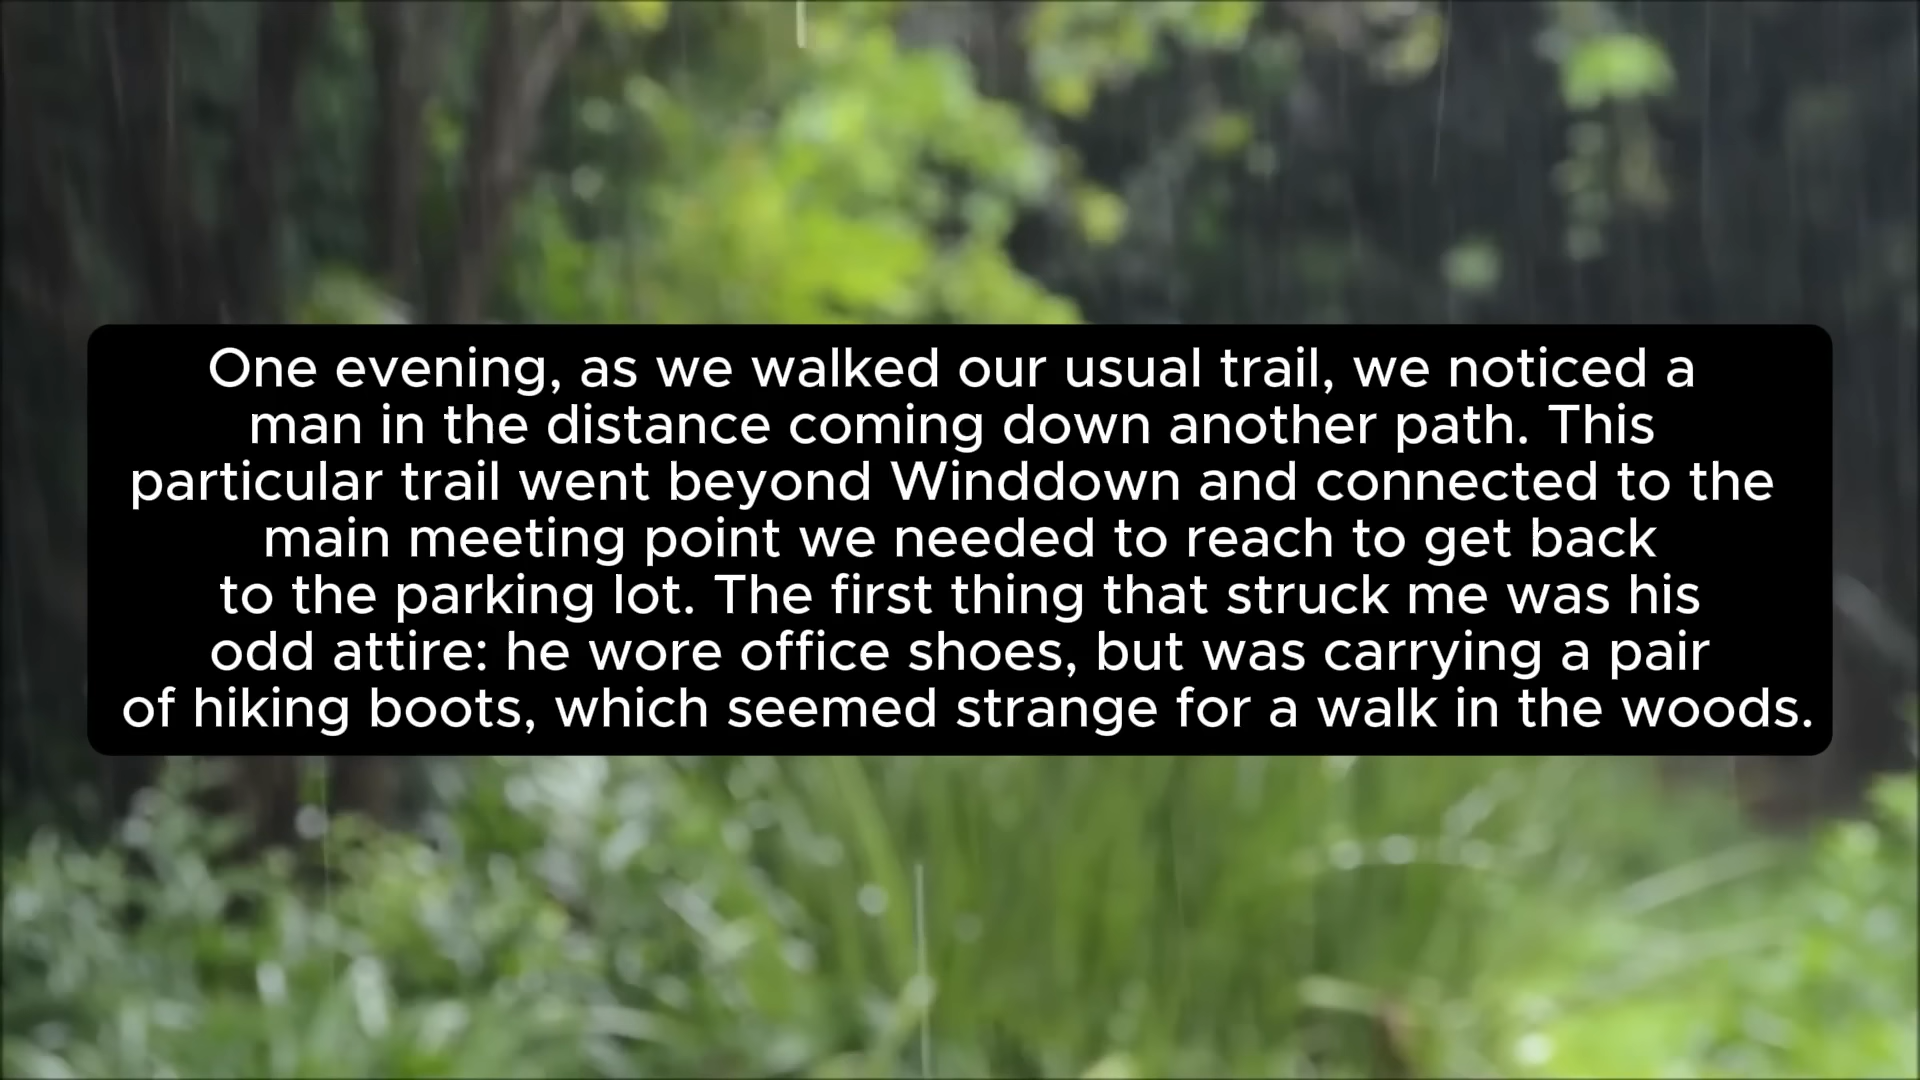 One evening, as we walked our usual trail, we noticed a
man in the distance coming down another path. This
particular trail went beyond Winddown and connected to the
main meeting point we needed to reach to get back
to the parking lot. The first thing that struck me was his
odd attire: he wore office shoes, but was carrying a pair
of hiking boots, which seemed strange for a walk in the woods.